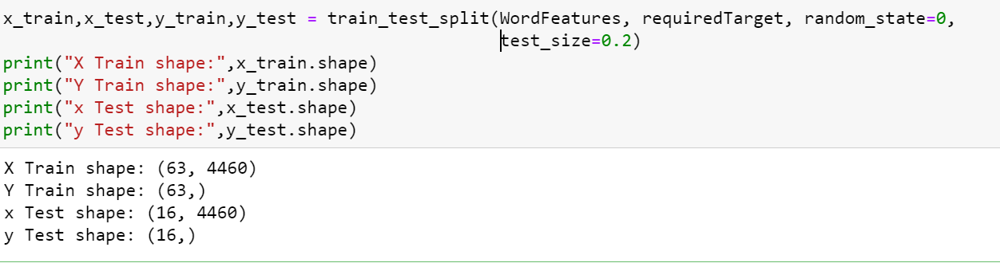 x_train,x_test,y_train,y_test = train_test_split(WordFeatures, requiredTarget, random_state=0,
test_size=0.2)
print("X Train shape:",x_train.shape)
print("Y Train shape:",y_train.shape)
print("x Test shape:",x_test.shape)
print("y Test shape:",y_test.shape)
X Train shape: (63, 4460)
Y Train shape: (63,)
x Test shape: (16, 4460)
y Test shape: (16,)